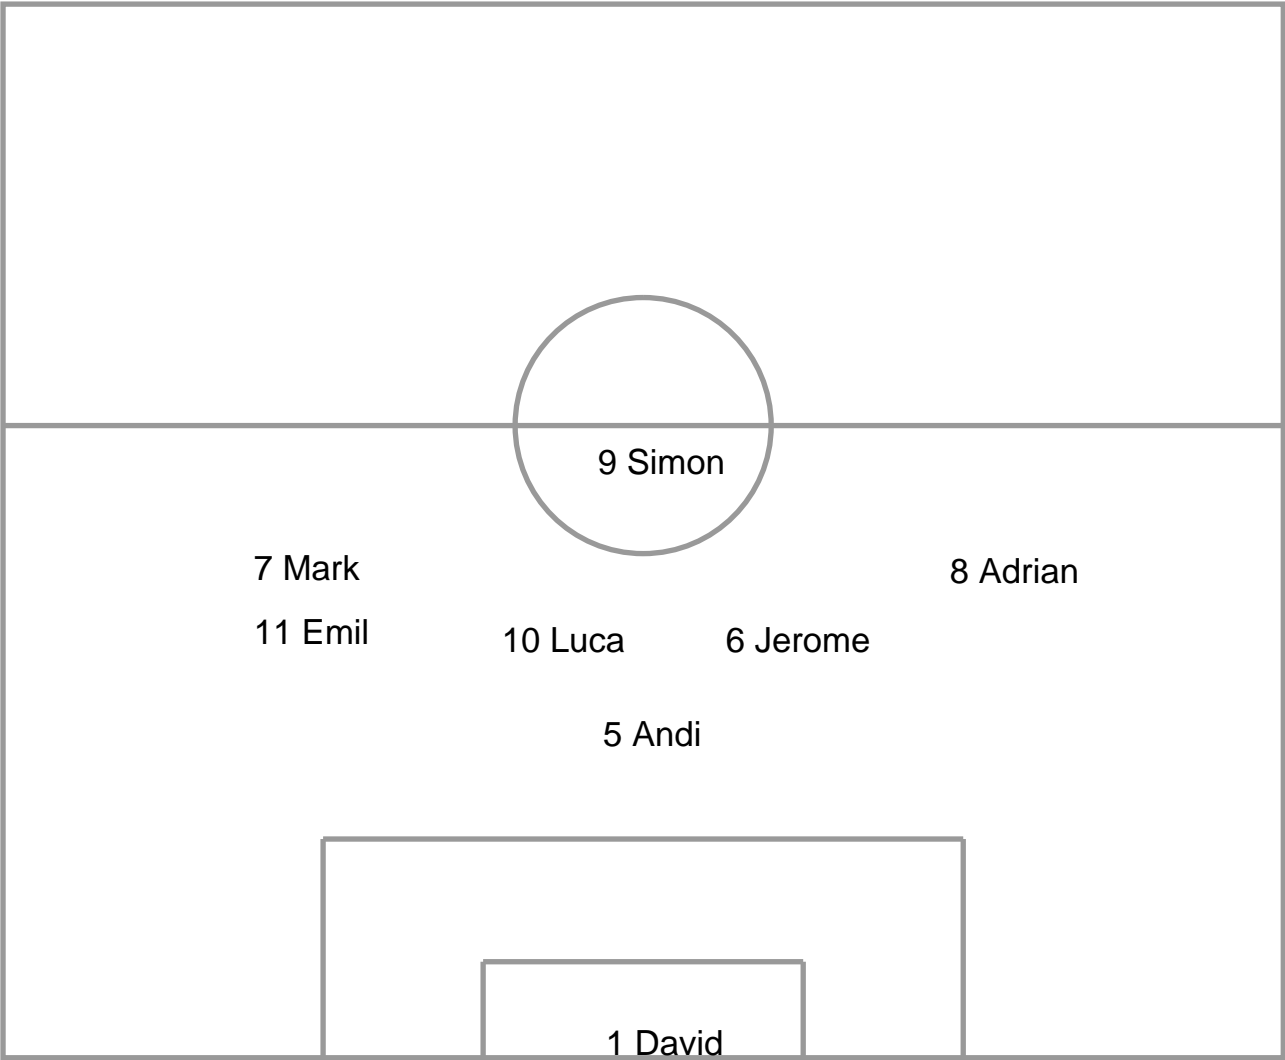 9 Simon
7 Mark
8 Adrian
11 Emil
10 Luca
6 Jerome
5 Andi
1 David